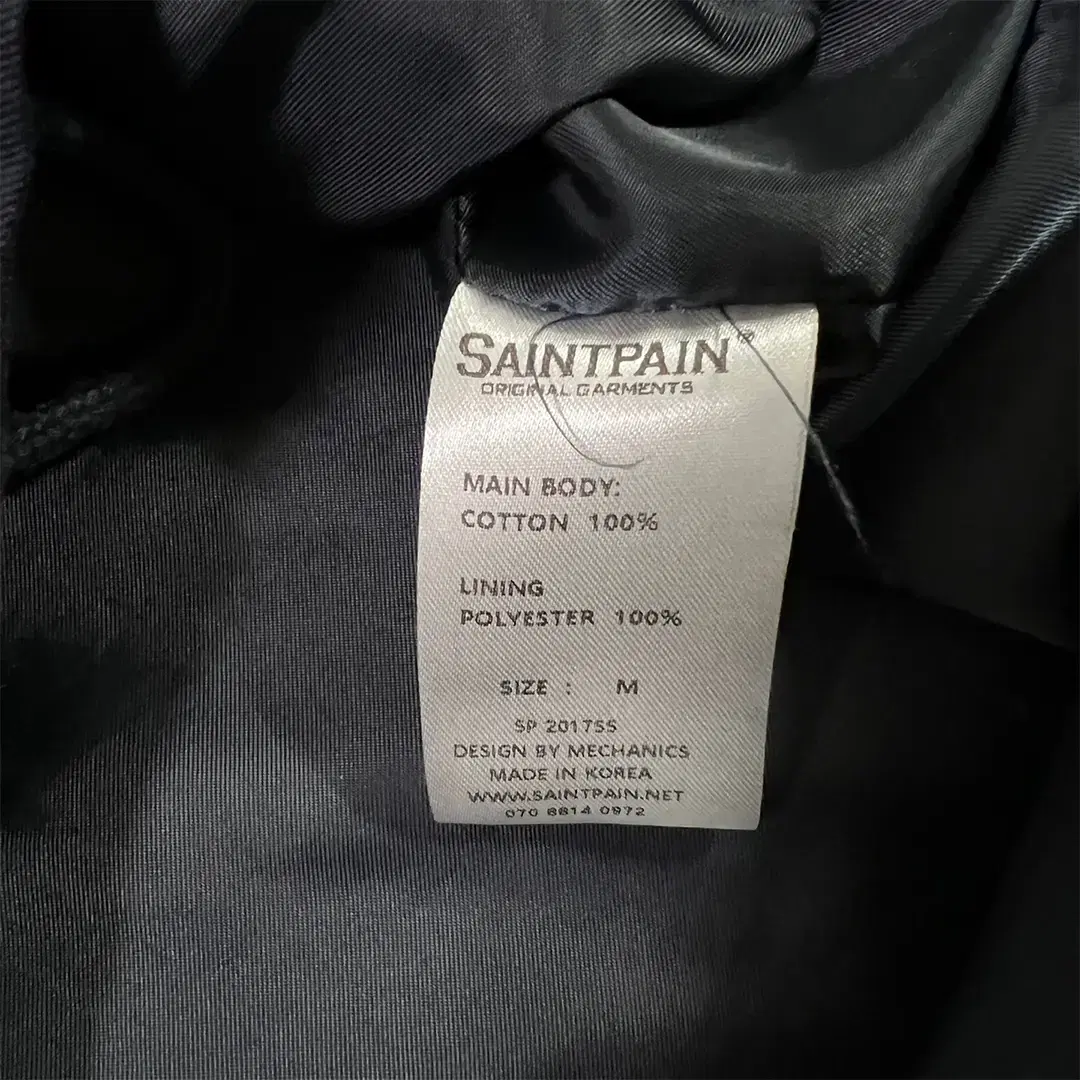 SAINTPAIN®
ORIGINAL GARMENTS
MAIN BODY:
COTTON 100%
LINING
POLYESTER 100%
SIZE : M
SP 2017SS
DESIGN BY MECHANICS
MADE IN KOREA
WWW.SAINTPAIN.NET
070 8814 0972